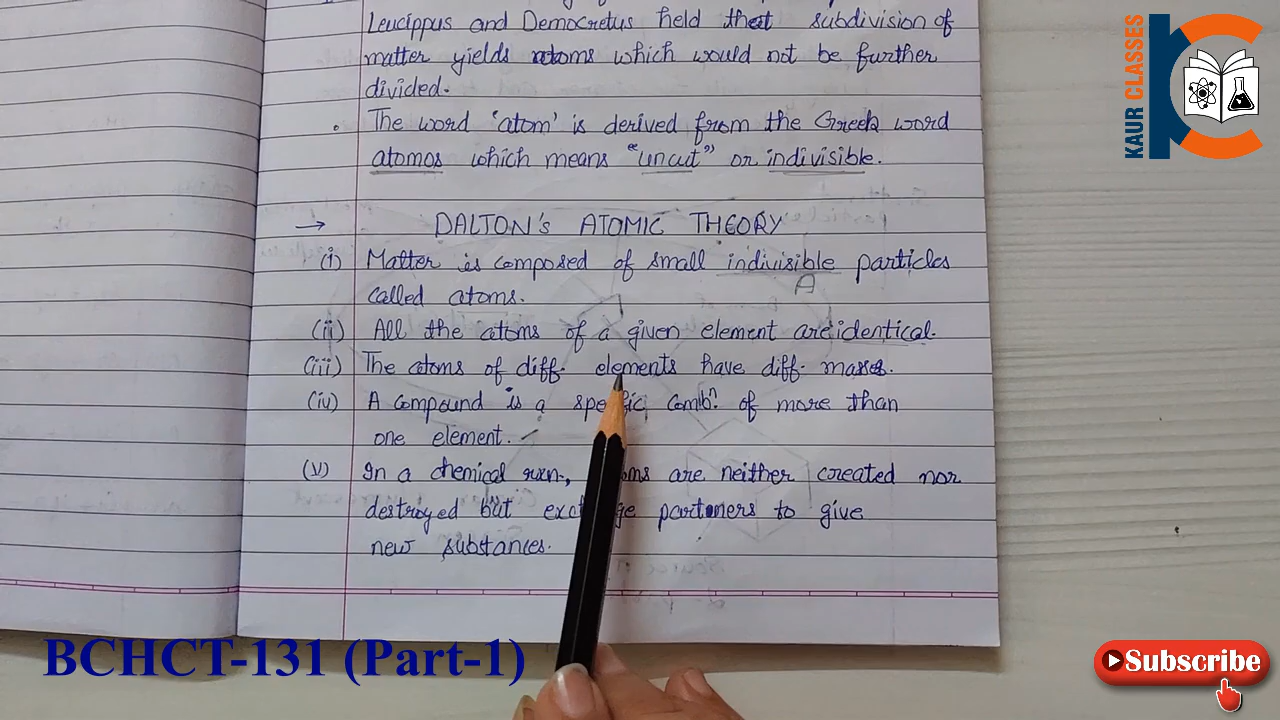 Leucippus and Democretus held that subdivision of
matter yields atoms which would not be further
divided.
The word 'atom' is derived from the Greek word
atomos which means "uncut" or indivisible.
→ DALTON's ATOMIC THEORY
(i) Matter is composed of small indivisible particles
A
called atoms.
(ii) All the atoms of a given element are identical.
(iii) The atoms of diff. elements have diff. masses.
(iv) A compound is a specific combn of more than
one element.
(v) In a chemical rxn, are neither created nor
destroyed but partners to give
new substances.
KAUR CLASSES
BCHCT-131 (Part-1)
Subscribe